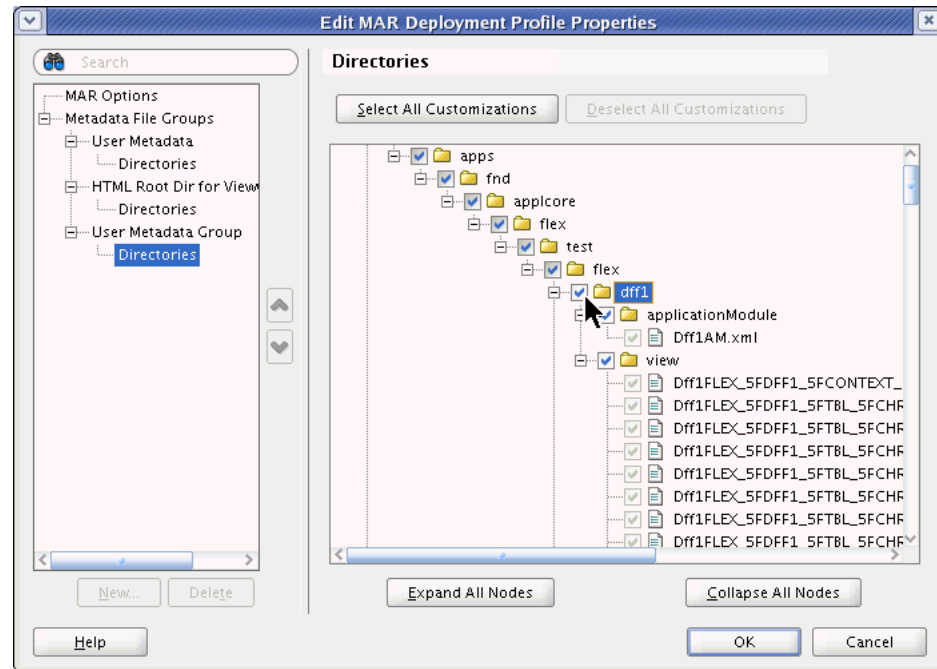 Edit MAR Deployment Profile Properties
Search
MAR Options
Metadata File Groups
User Metadata
Directories
HTML Root Dir for View
Directories
User Metadata Group
Directories
New...
Delete
Directories
Select All Customizations
Deselect All Customizations
apps
fnd
applcore
flex
test
flex
dff1
applicationModule
Dff1AM.xml
view
Dff1FLEX_5FDFF1_5FCONTEXT_
Dff1FLEX_5FDFF1_5FTBL_5FCHR
Dff1FLEX_5FDFF1_5FTBL_5FCHR
Dff1FLEX_5FDFF1_5FTBL_5FCHR
Dff1FLEX_5FDFF1_5FTBL_5FCHR
Dff1FLEX_5FDFF1_5FTBL_5FCHR
Dff1FLEX_5FDFF1_5FTBL_5FCHR
Dff1FLEX_5FDFF1_5FTBL_5FCHR
Expand All Nodes
Collapse All Nodes
Help
OK
Cancel